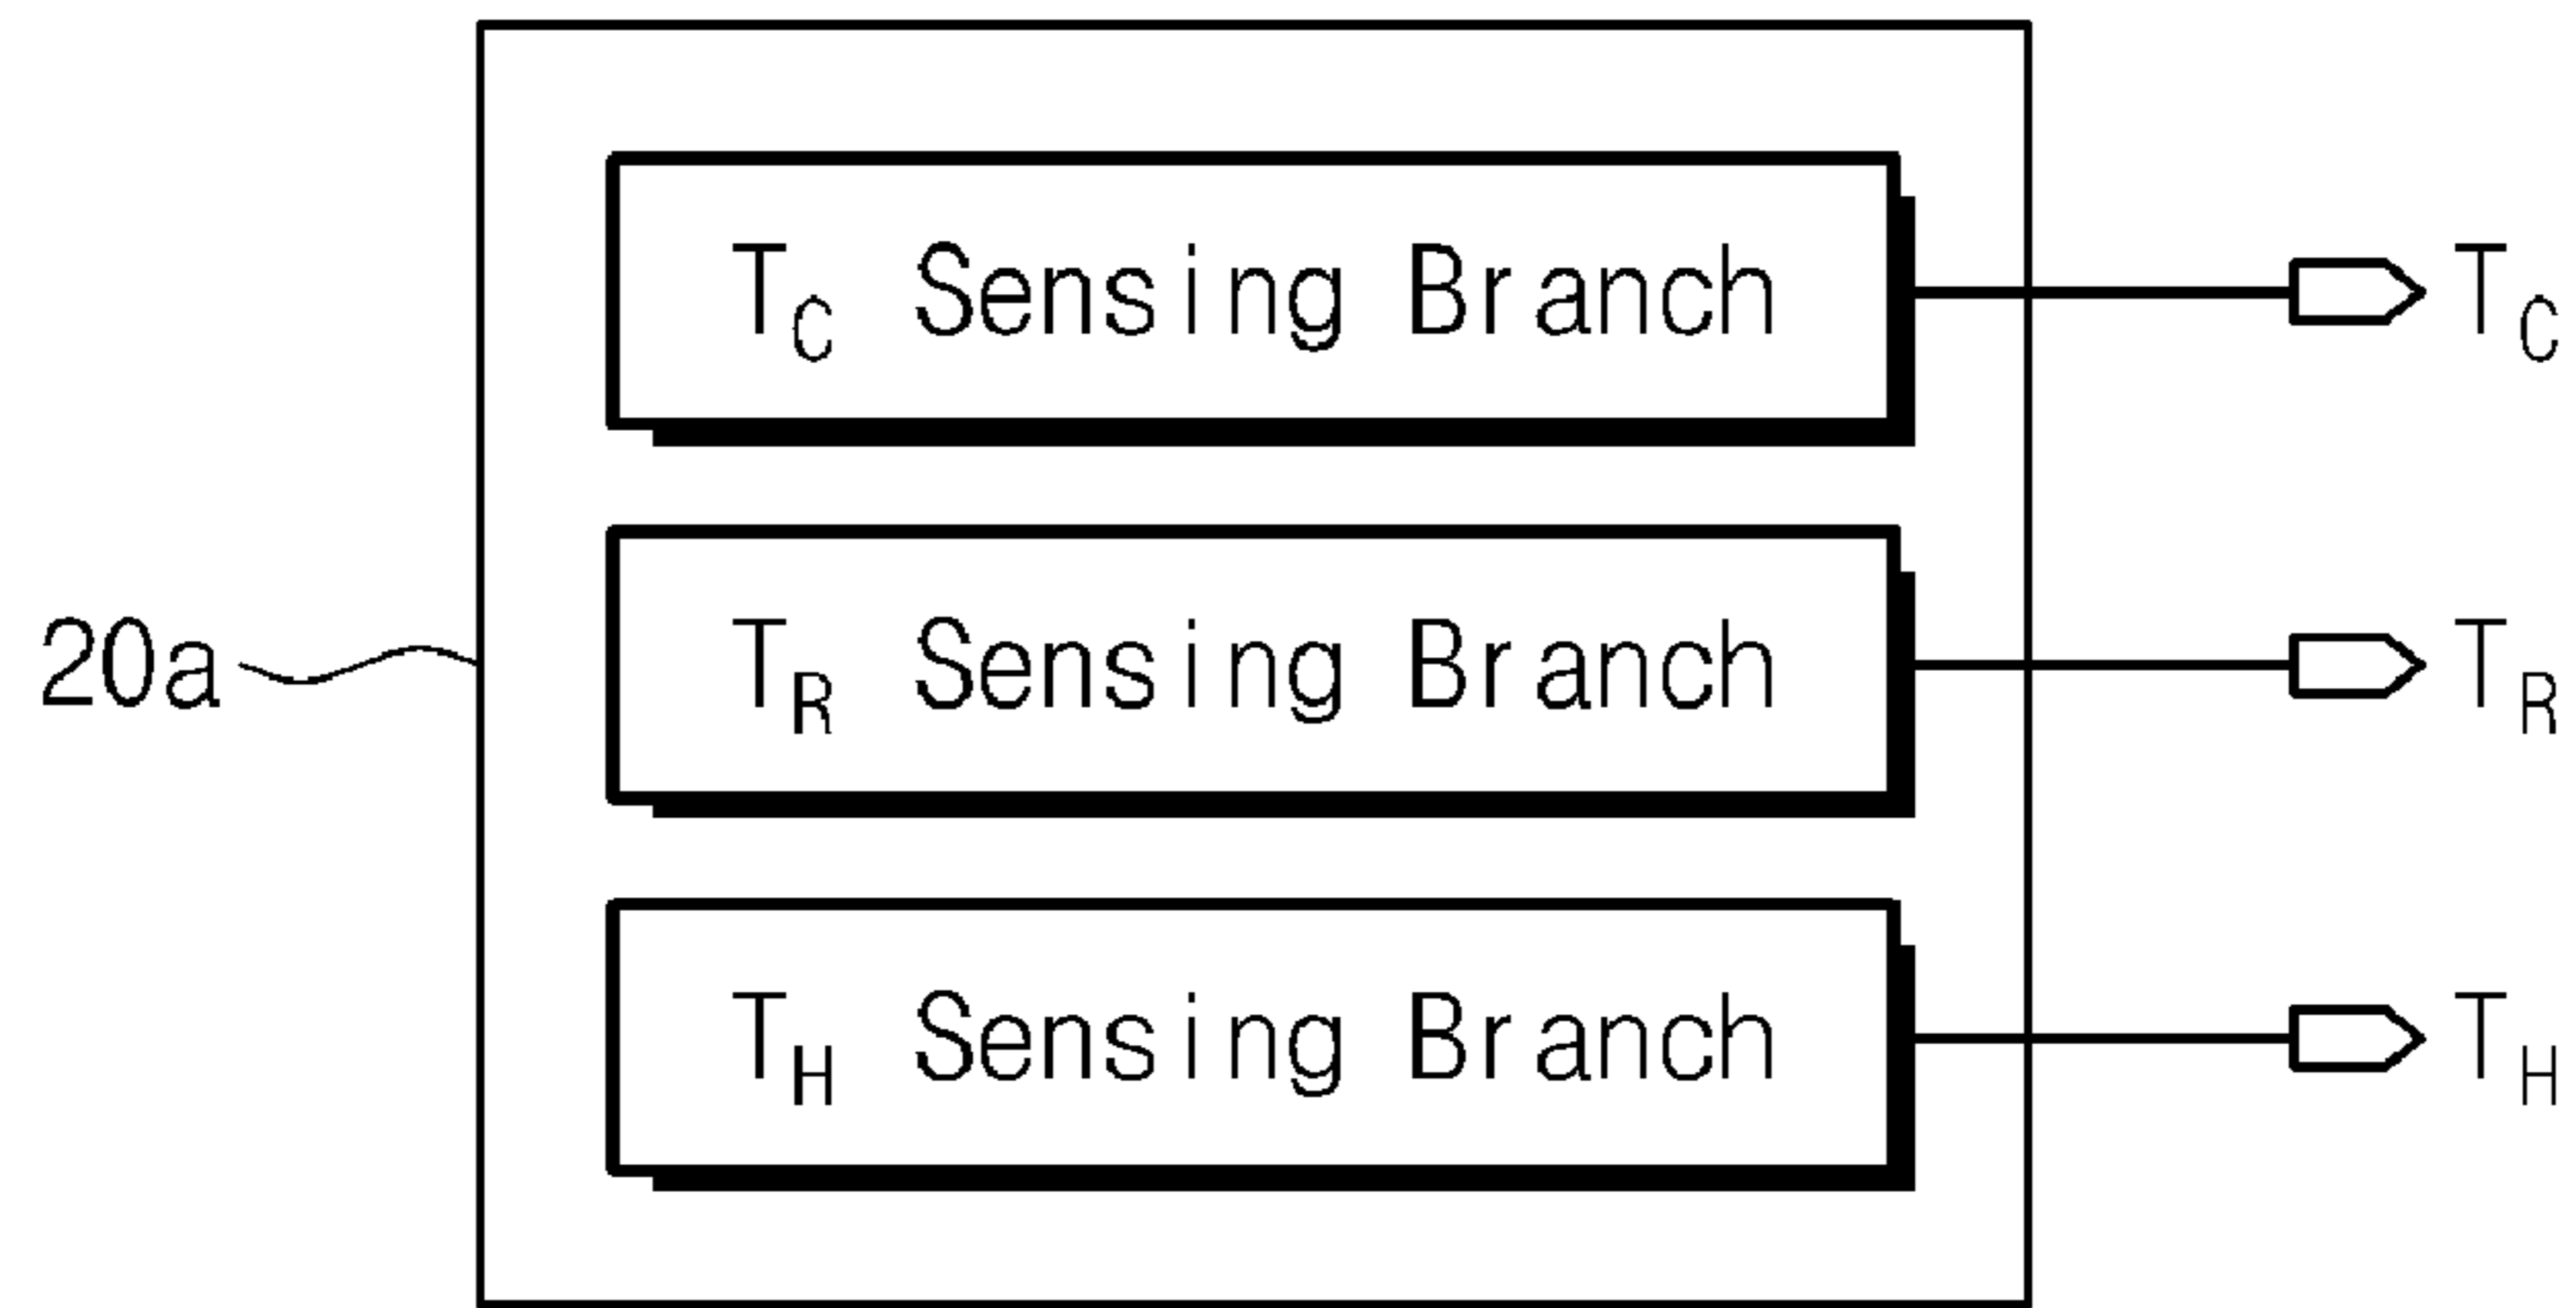 T_C Sensing Branch
T_C
20a
T_R Sensing Branch
T_R
T_H Sensing Branch
T_H